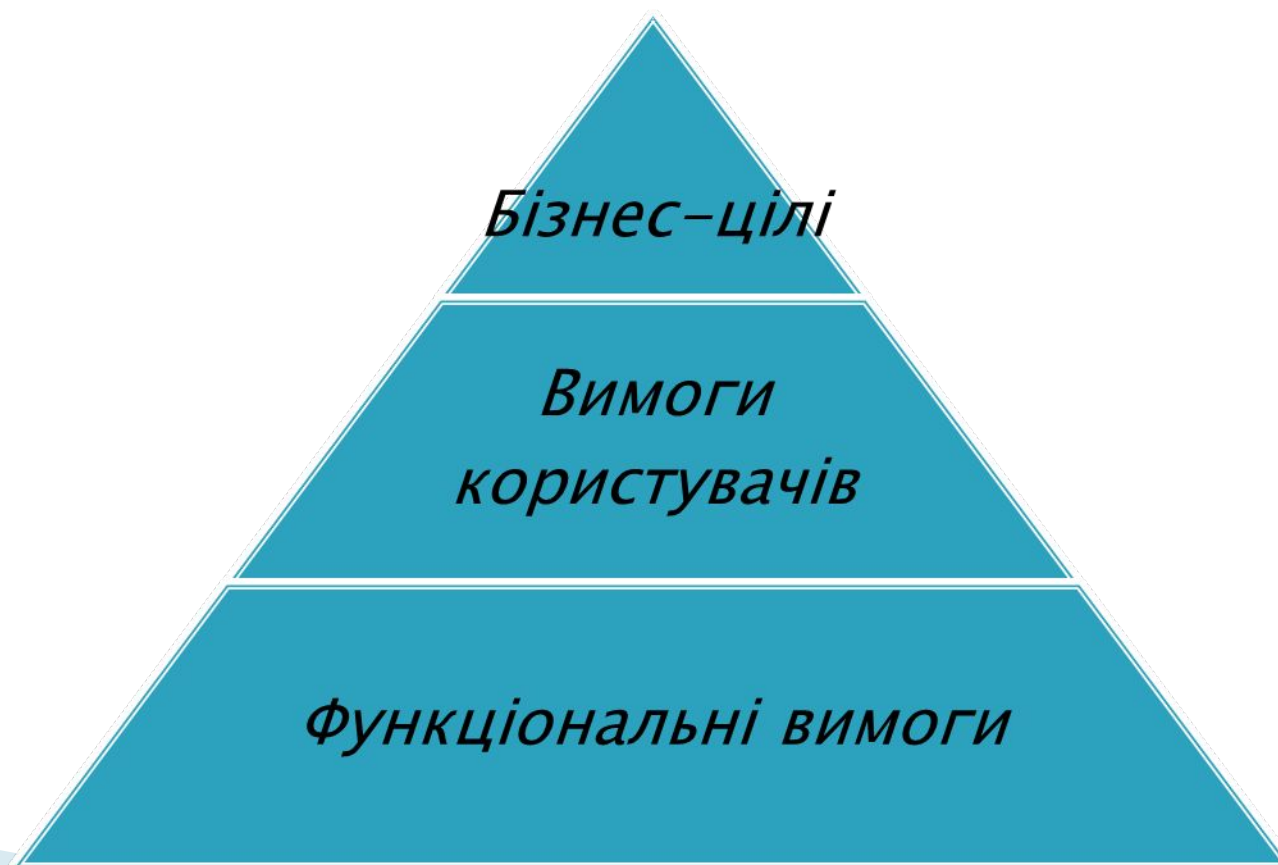 Бізнес-цілі
Вимоги
користувачів
Функціональні вимоги